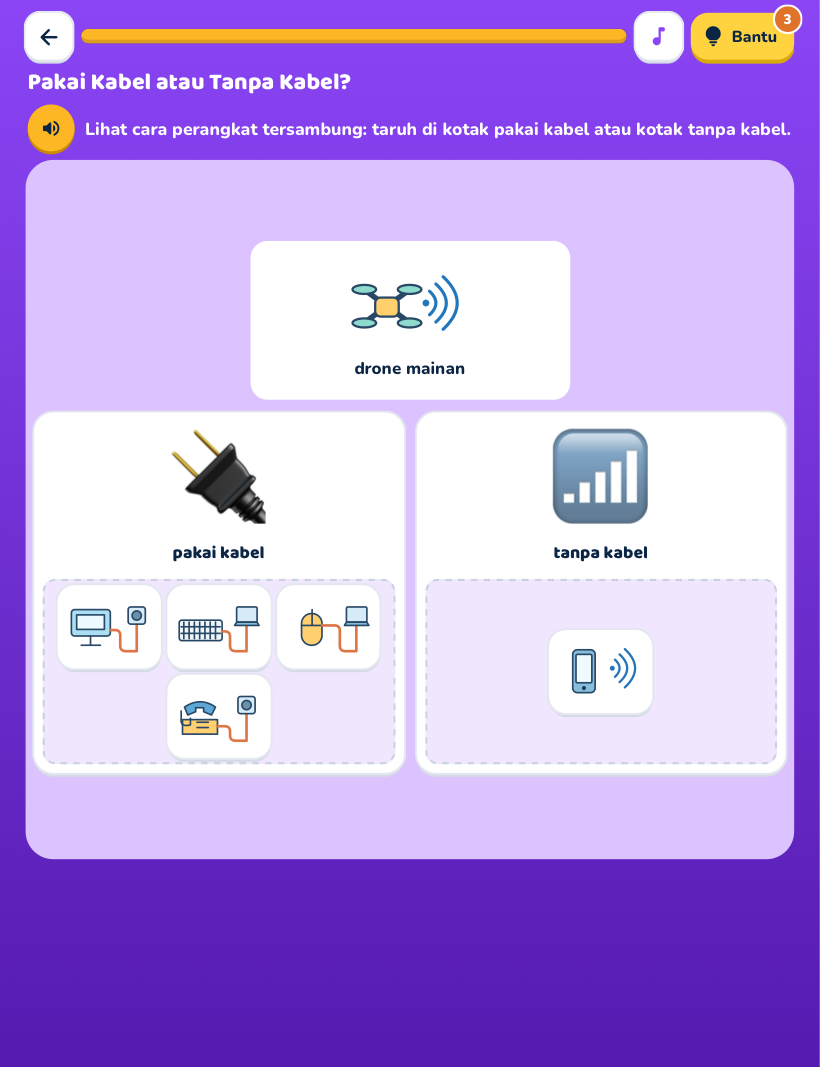 3
Bantu
Pakai Kabel atau Tanpa Kabel?
Lihat cara perangkat tersambung: taruh di kotak pakai kabel atau kotak tanpa kabel.
drone mainan
pakai kabel
tanpa kabel